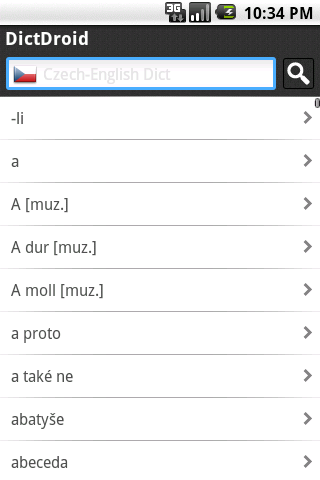 3G 10:34 PM
DictDroid
Czech-English Dict
-li
a
A [muz.]
A dur [muz.]
A moll [muz.]
a proto
a také ne
abatyše
abeceda